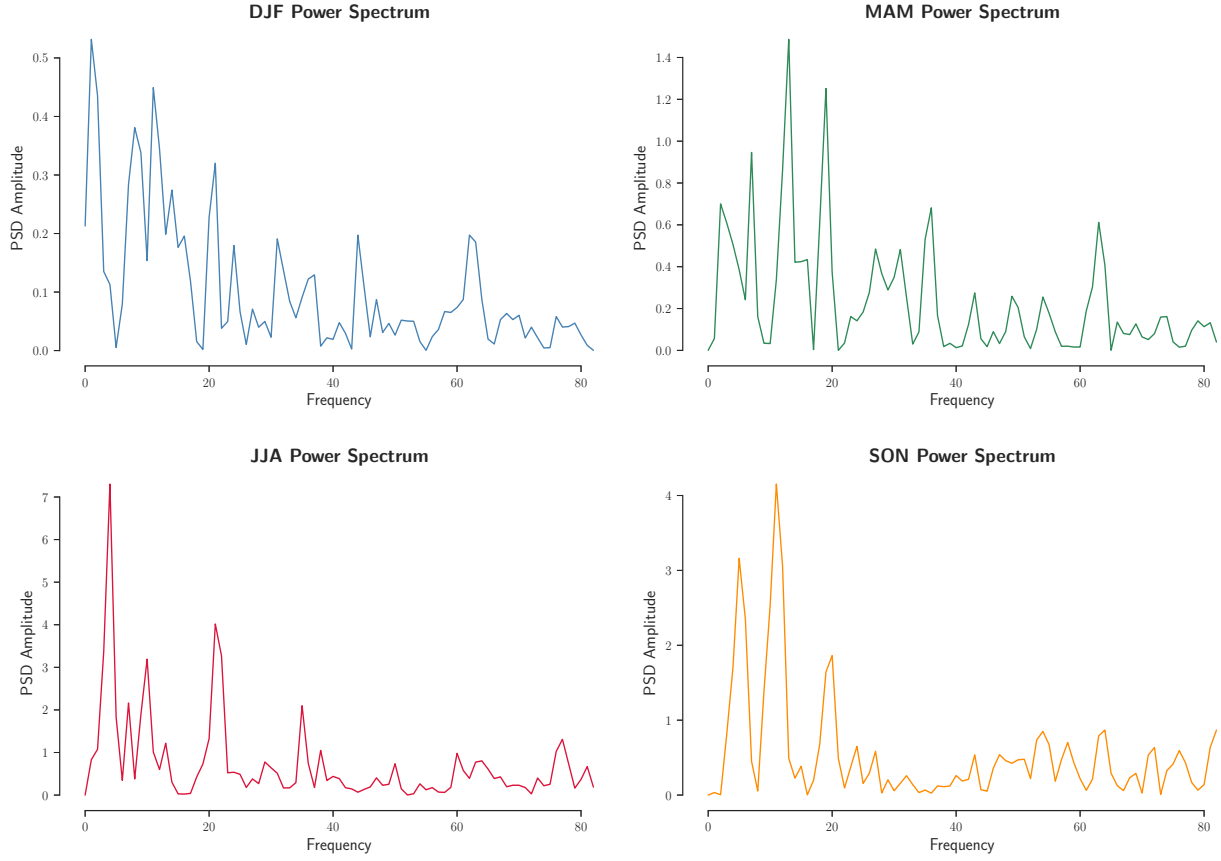 DJF Power Spectrum
PSD Amplitude
0.5
0.4
0.3
0.2
0.1
0.0
0 20 40 60 80
Frequency
MAM Power Spectrum
PSD Amplitude
1.4
1.2
1.0
0.8
0.6
0.4
0.2
0.0
0 20 40 60 80
Frequency
JJA Power Spectrum
PSD Amplitude
7
6
5
4
3
2
1
0
0 20 40 60 80
Frequency
SON Power Spectrum
PSD Amplitude
4
3
2
1
0
0 20 40 60 80
Frequency